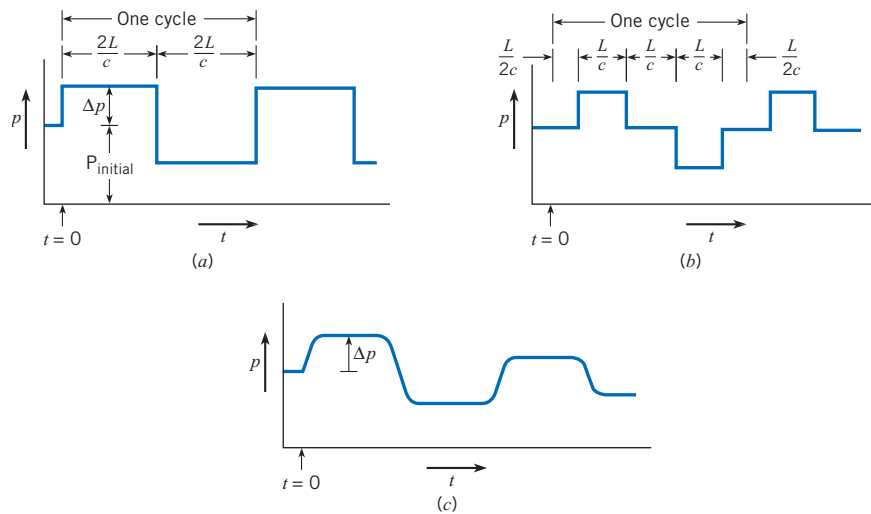 One cycle
2L/c 2L/c
Δp
p
P_initial
t = 0
t
(a)
One cycle
L/2c L/c L/c L/c L/2c
p
t = 0
t
(b)
p
Δp
t = 0
t
(c)